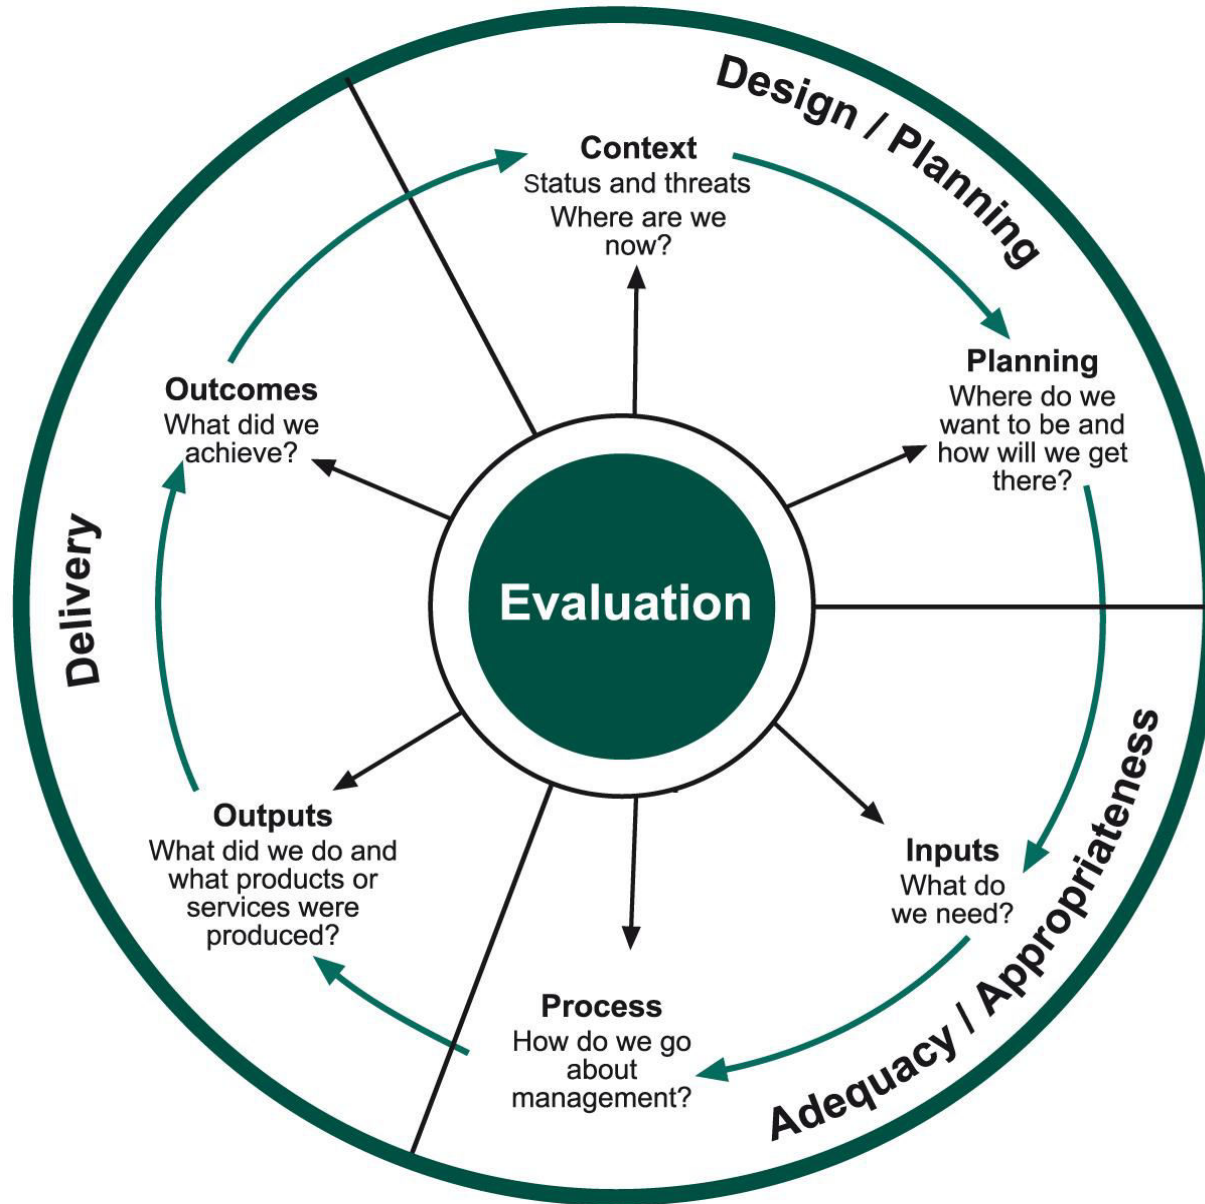 Design / Planning
Context
Status and threats
Where are we
now?
Planning
Where do we
want to be and
how will we get
there?
Outcomes
What did we
achieve?
Delivery
Evaluation
Inputs
What do
we need?
Adequacy / Appropriateness
Outputs
What did we do and
what products or
services were
produced?
Process
How do we go
about
management?